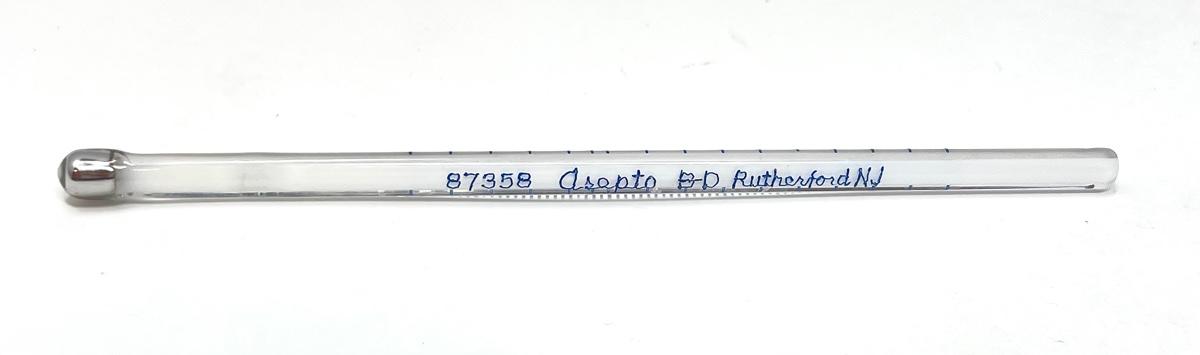 87358 Asepto B-D Rutherford NJ